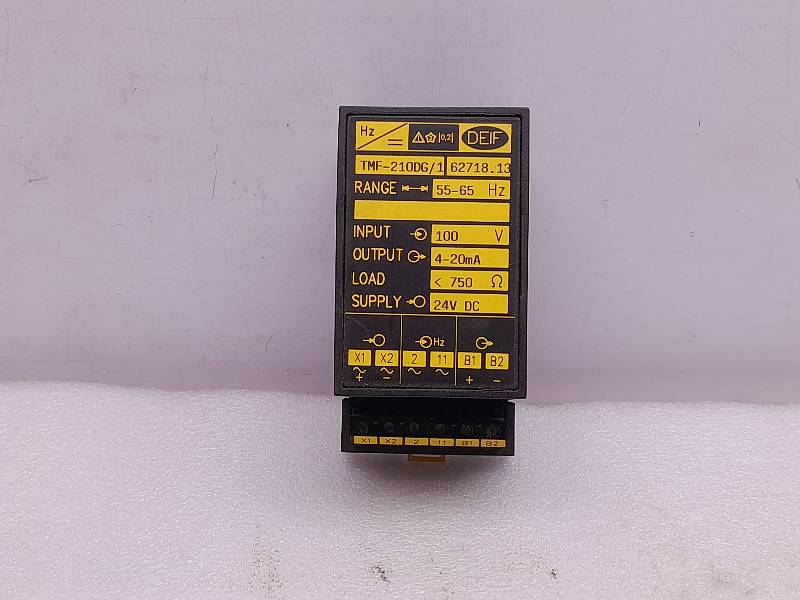 Hz |0,2| DEIF
TMF-210DG/1 62718.13
RANGE 55-65 Hz
INPUT 100 V
OUTPUT 4-20mA
LOAD < 750 Ω
SUPPLY 24V DC
Hz
X1 X2 2 11 B1 B2
+ - + -
X1 X2 2 11 B1 B2